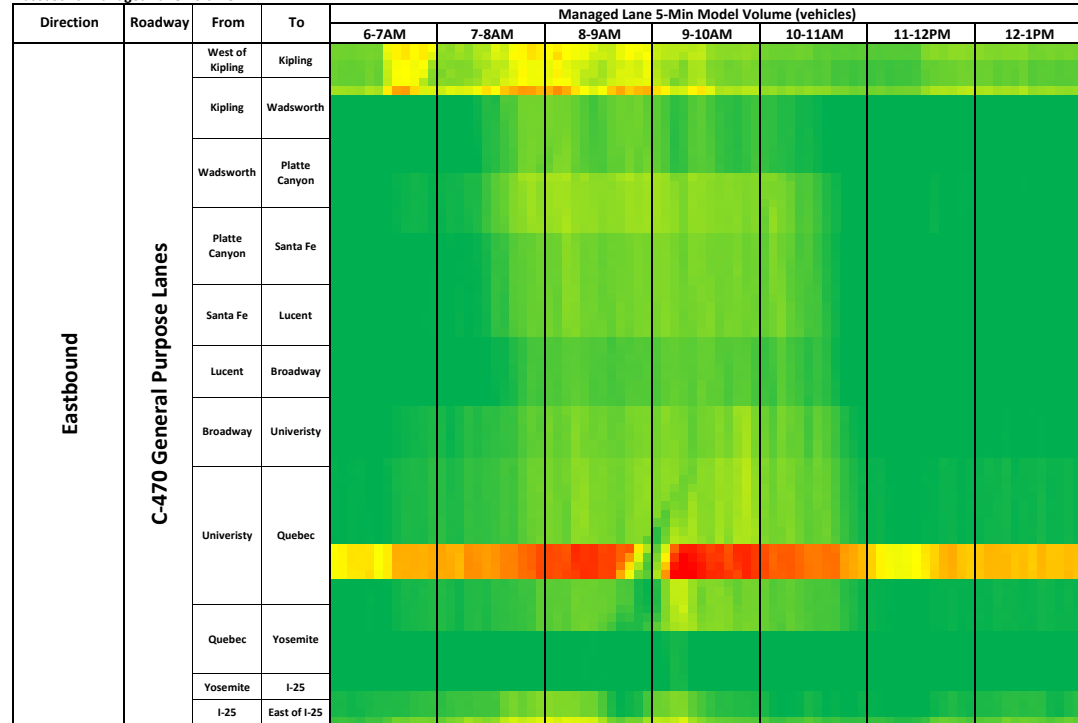 Direction Roadway From To Managed Lane 5-Min Model Volume (vehicles)
6-7AM 7-8AM 8-9AM 9-10AM 10-11AM 11-12PM 12-1PM
Eastbound
C-470 General Purpose Lanes
West of Kipling Kipling
Kipling Wadsworth
Wadsworth Platte Canyon
Platte Canyon Santa Fe
Santa Fe Lucent
Lucent Broadway
Broadway Univeristy
Univeristy Quebec
Quebec Yosemite
Yosemite I-25
I-25 East of I-25